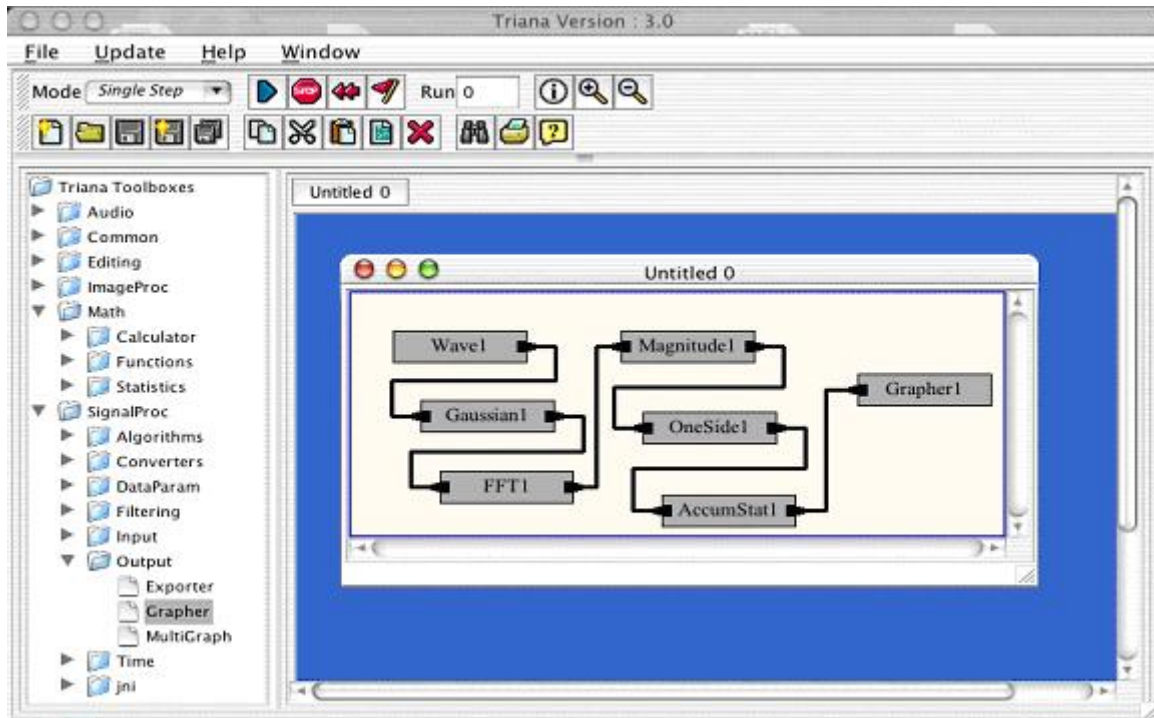 Triana Version : 3.0
File Update Help Window
Mode Single Step STOP Run 0
Triana Toolboxes
Audio
Common
Editing
ImageProc
Math
Calculator
Functions
Statistics
SignalProc
Algorithms
Converters
DataParam
Filtering
Input
Output
Exporter
Grapher
MultiGraph
Time
jni
Untitled 0
Untitled 0
Wave1
Magnitude1
Grapher1
Gaussian1
OneSide1
FFT1
AccumStat1